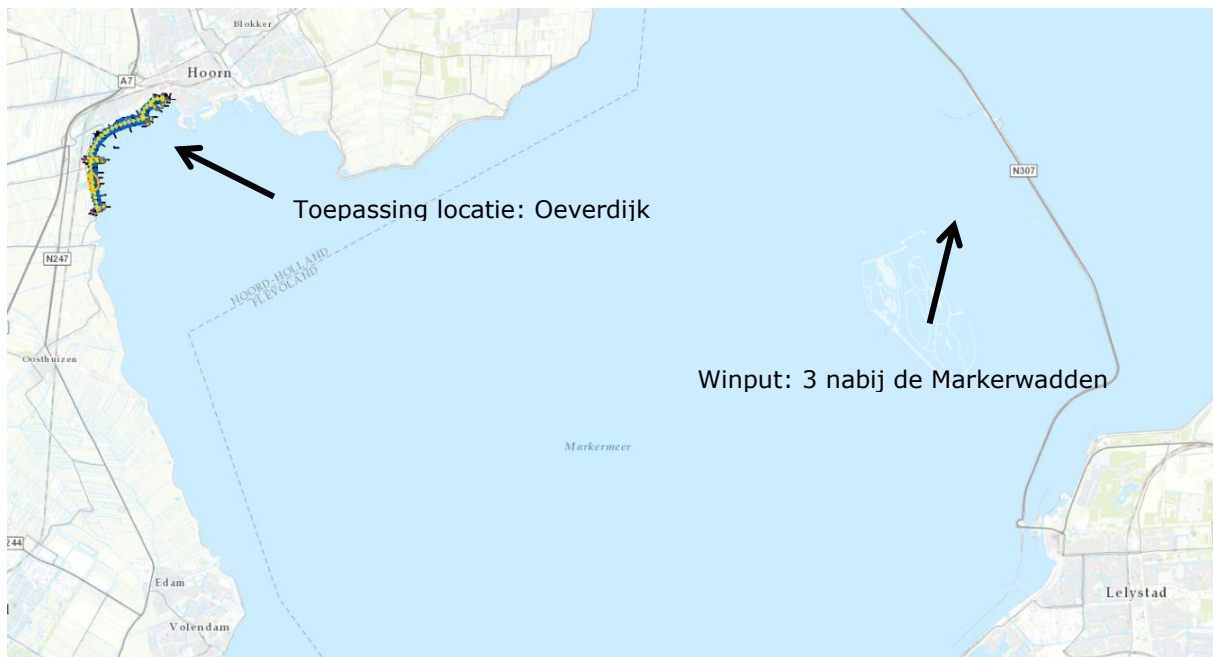 Blokker
Hoorn
A7
N307
Toepassing locatie: Oeverdijk
N247
NOORD-HOLLAND
FLEVOLAND
Oosthuizen
Winput: 3 nabij de Markerwadden
Markermeer
244
Edam
Lelystad
Volendam